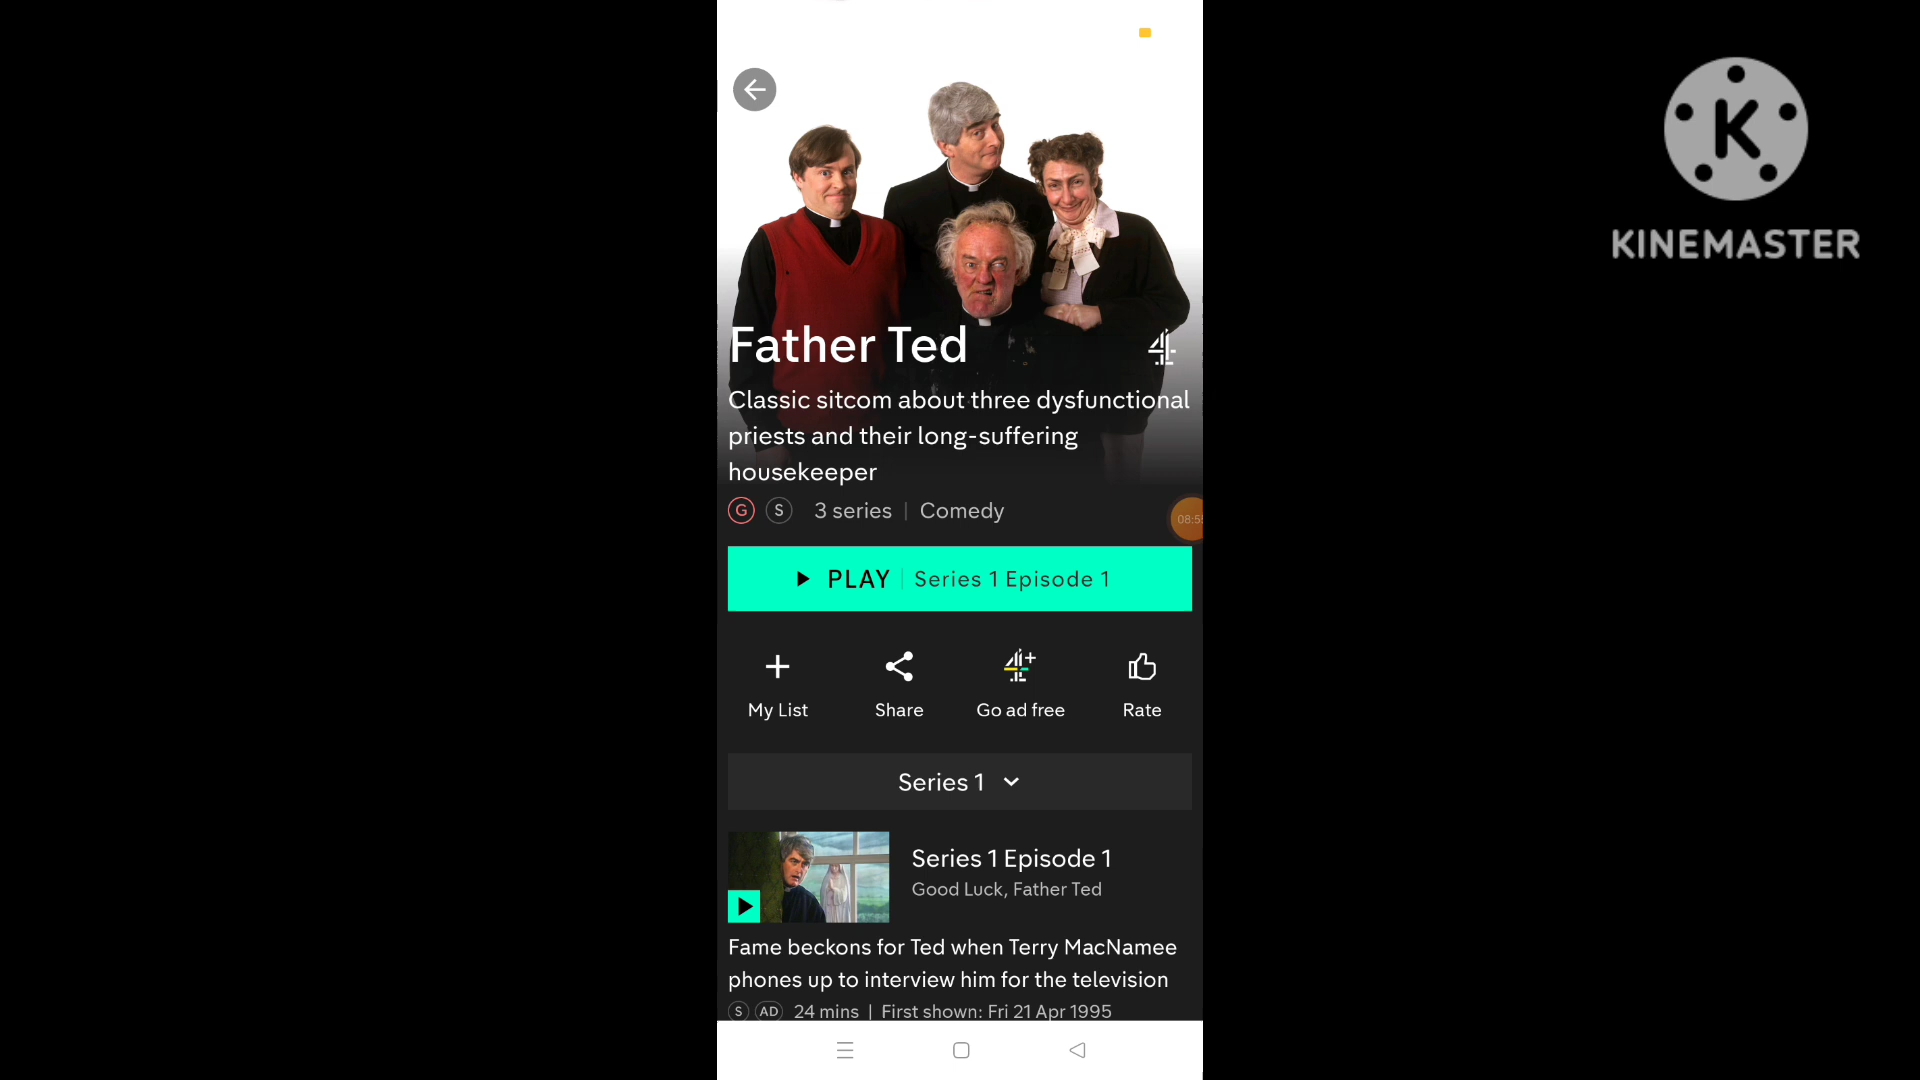 K
KINEMASTER
Father Ted
4
Classic sitcom about three dysfunctional
priests and their long-suffering
housekeeper
G S 3 series | Comedy
PLAY | Series 1 Episode 1
My List Share Go ad free Rate
Series 1
Series 1 Episode 1
Good Luck, Father Ted
Fame beckons for Ted when Terry MacNamee
phones up to interview him for the television
S AD 24 mins | First shown: Fri 21 Apr 1995